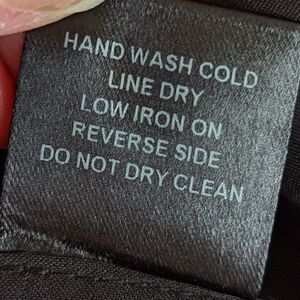 HAND WASH COLD
LINE DRY
LOW IRON ON
REVERSE SIDE
DO NOT DRY CLEAN